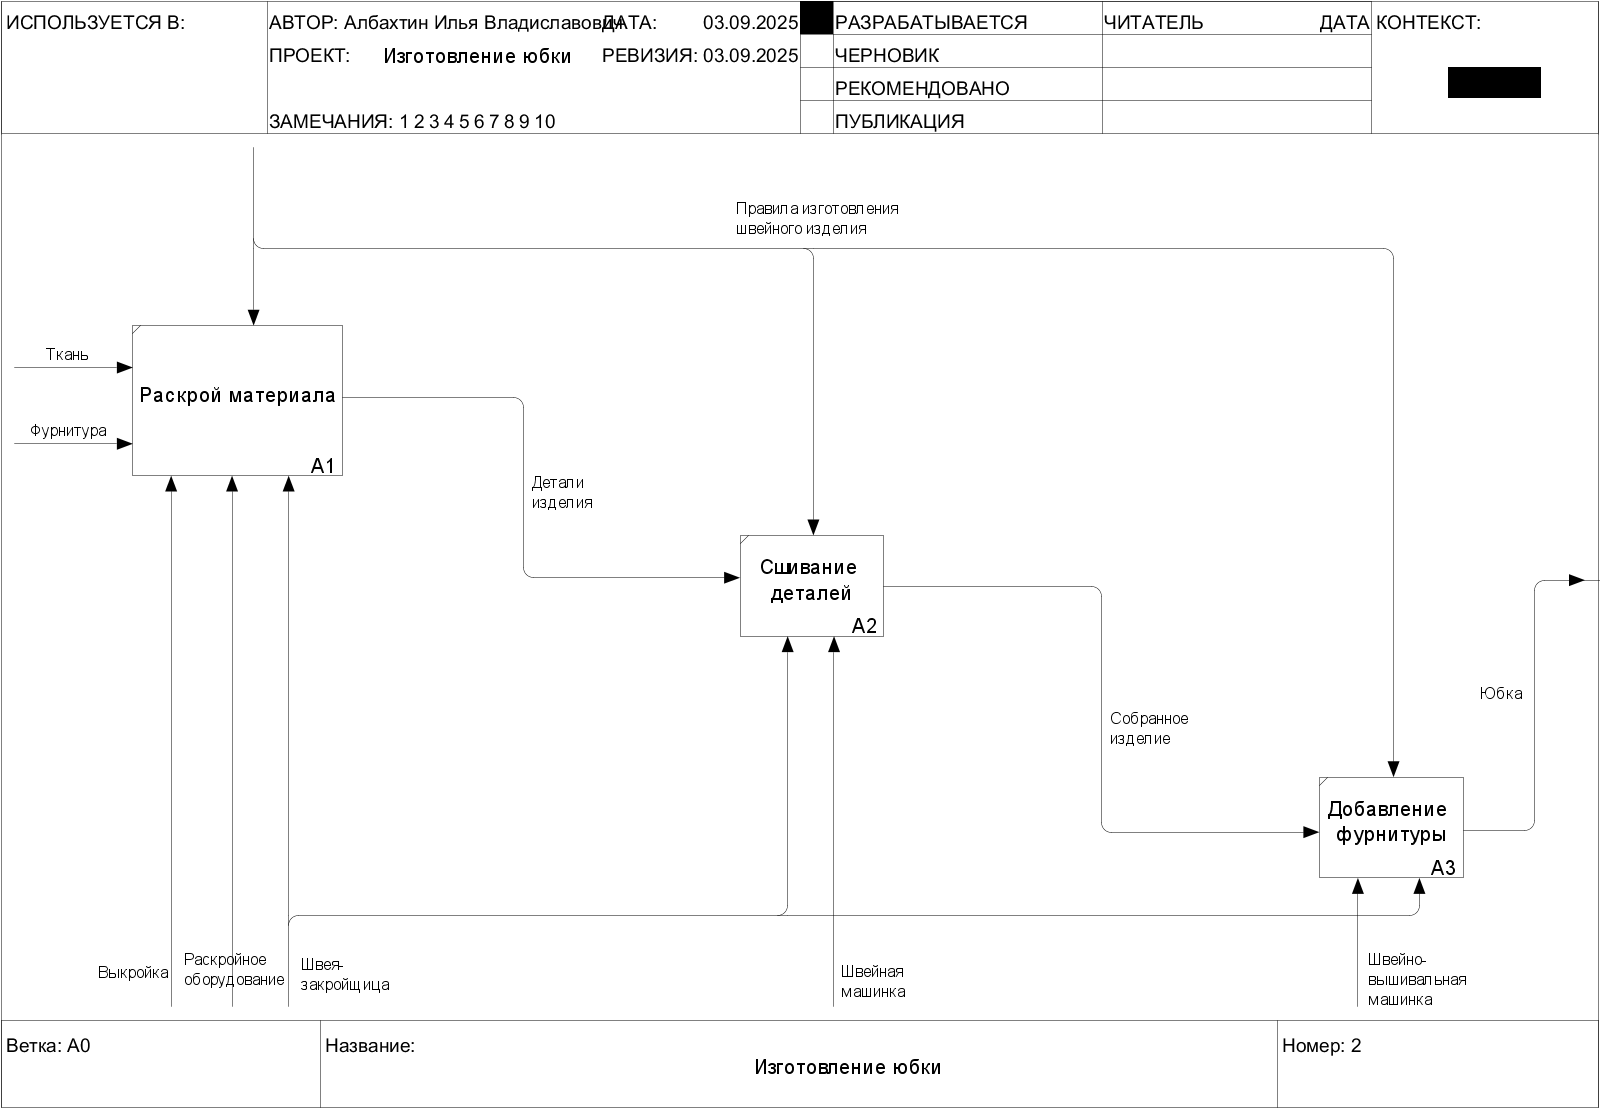 ИСПОЛЬЗУЕТСЯ В:
АВТОР: Албахтин Илья Владиславович
ДАТА: 03.09.2025
ПРОЕКТ: Изготовление юбки
РЕВИЗИЯ: 03.09.2025
ЗАМЕЧАНИЯ: 1 2 3 4 5 6 7 8 9 10
РАЗРАБАТЫВАЕТСЯ
ЧЕРНОВИК
РЕКОМЕНДОВАНО
ПУБЛИКАЦИЯ
ЧИТАТЕЛЬ
ДАТА
КОНТЕКСТ:
Правила изготовления
швейного изделия
Ткань
Фурнитура
Раскрой материала
A1
Детали
изделия
Сшивание
деталей
A2
Собранное
изделие
Юбка
Добавление
фурнитуры
A3
Выкройка
Раскройное
оборудование
Швея-
закройщица
Швейная
машинка
Швейно-
вышивальная
машинка
Ветка: A0
Название:
Изготовление юбки
Номер: 2